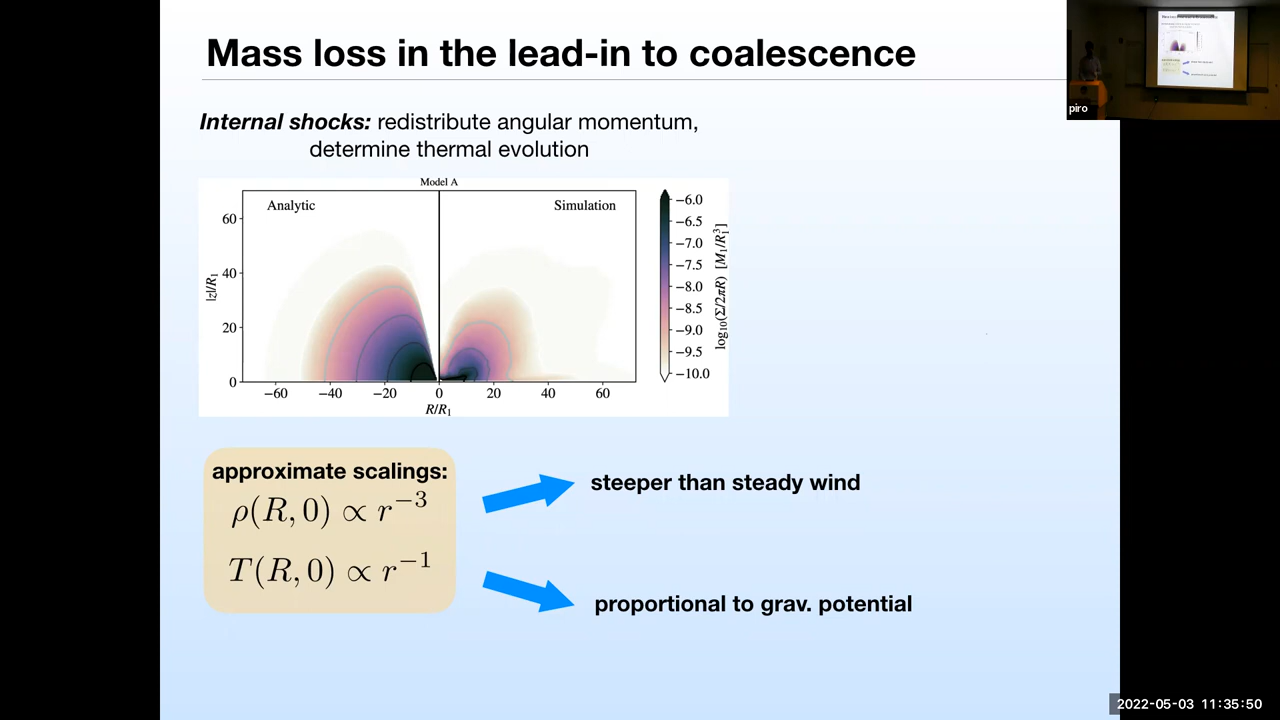 Mass loss in the lead-in to coalescence
Internal shocks: redistribute angular momentum,
determine thermal evolution
Model A
Analytic
Simulation
60
40
20
0
|z|/R₁
−60 −40 −20 0 20 40 60
R/R₁
−6.0
−6.5
−7.0
−7.5
−8.0
−8.5
−9.0
−9.5
−10.0
log₁₀(Σ/2πR) [M₁/R₁³]
approximate scalings:
ρ(R, 0) ∝ r⁻³
T(R, 0) ∝ r⁻¹
steeper than steady wind
proportional to grav. potential
piro
2022-05-03 11:35:50